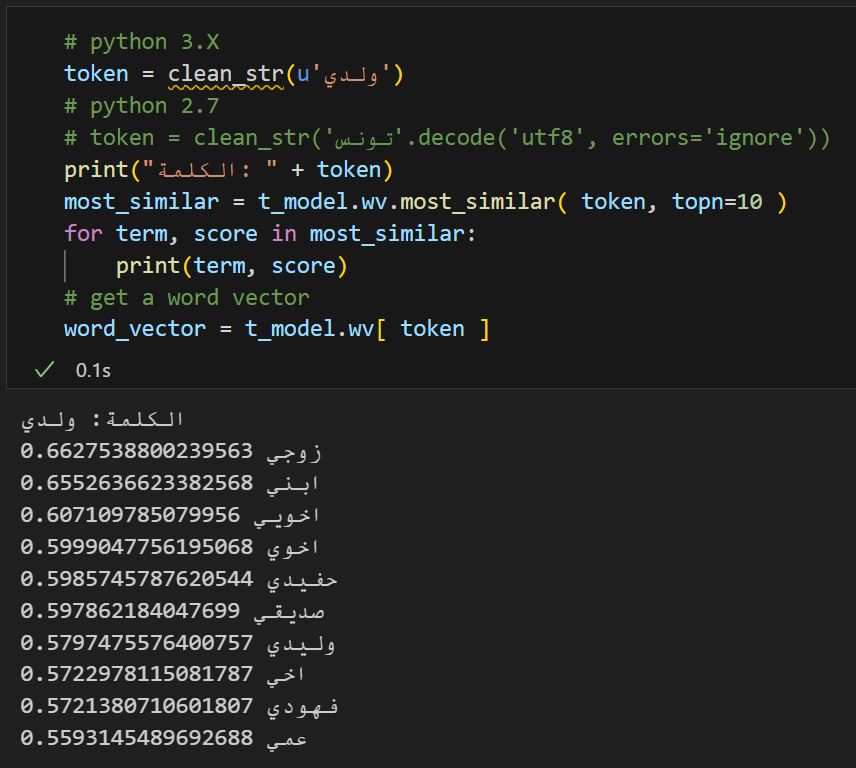 # python 3.X
token = clean_str(u'ولدي')
# python 2.7
# token = clean_str('تونس'.decode('utf8', errors='ignore'))
print("الكلمة: " + token)
most_similar = t_model.wv.most_similar( token, topn=10 )
for term, score in most_similar:
print(term, score)
# get a word vector
word_vector = t_model.wv[ token ]
0.1s
الكلمة: ولدي
زوجي 0.6627538800239563
ابني 0.6552636623382568
اخويي 0.607109785079956
اخوي 0.5999047756195068
حفيدي 0.5985745787620544
صديقي 0.597862184047699
وليدي 0.5797475576400757
اخي 0.5722978115081787
فهودي 0.5721380710601807
عمي 0.5593145489692688